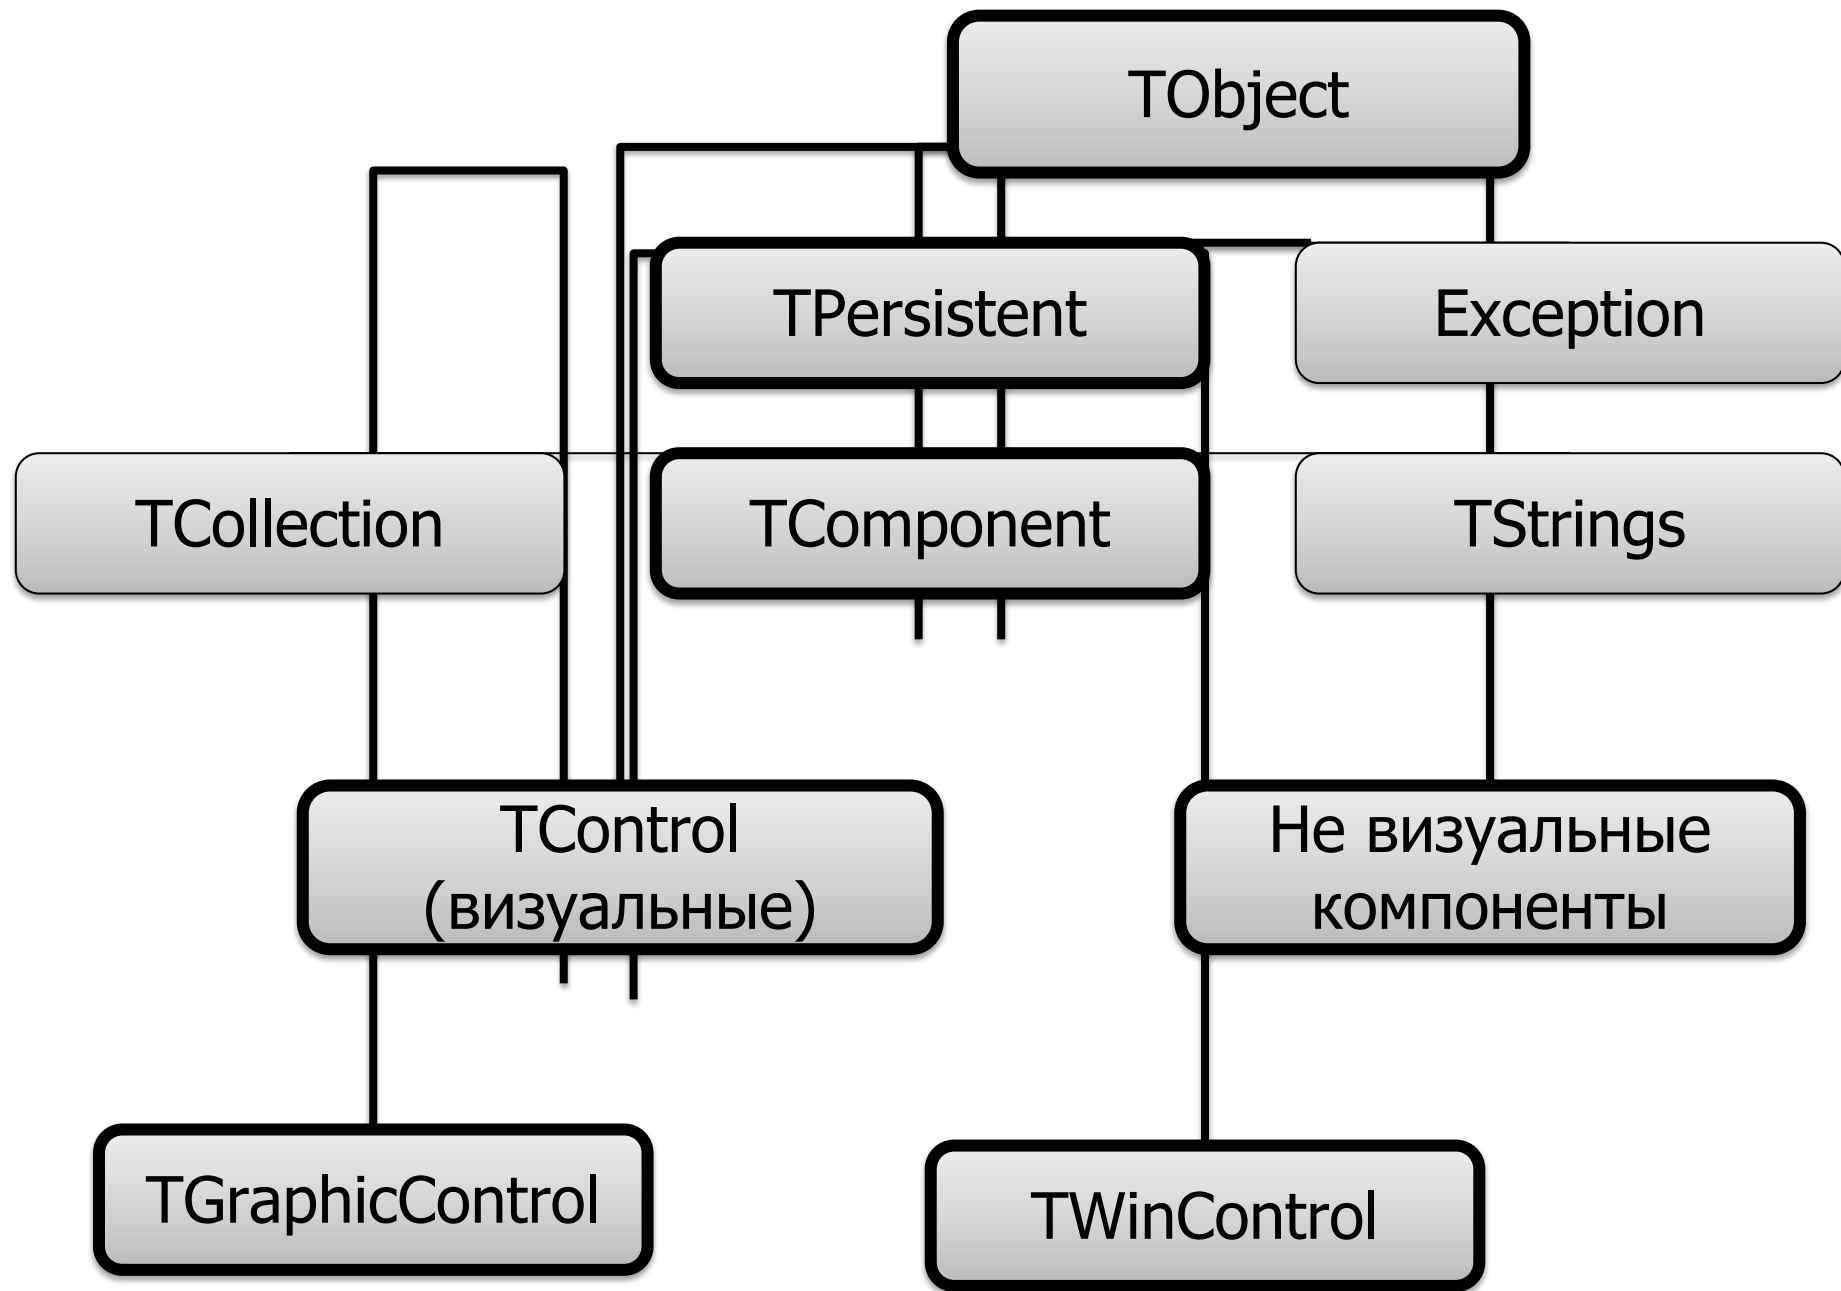 TObject
TPersistent
Exception
TCollection
TComponent
TStrings
TControl
(визуальные)
Не визуальные
компоненты
TGraphicControl
TWinControl